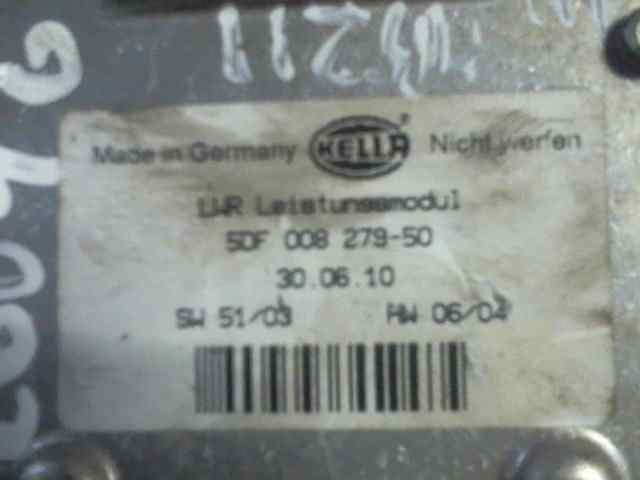 Made in Germany HELLA Nicht werfen
LWR Leistungsmodul
5DF 008 279-50
30.06.10
SW 51/03 HW 06/04